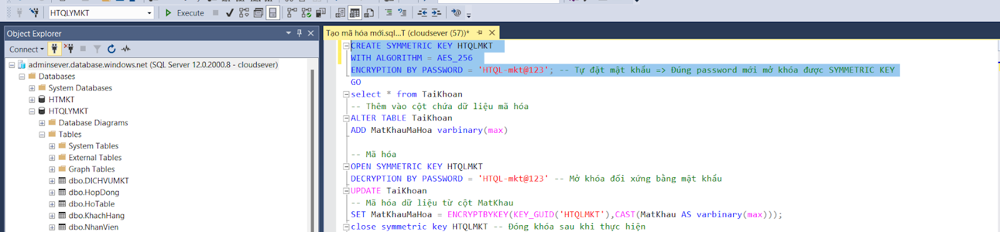 HTQLYMKT
Execute
Object Explorer
Connect
adminsever.database.windows.net (SQL Server 12.0.2000.8 - cloudsever)
Databases
System Databases
HTMKT
HTQLYMKT
Database Diagrams
Tables
System Tables
External Tables
Graph Tables
dbo.DICHVUMKT
dbo.HopDong
dbo.HoTable
dbo.KhachHang
dbo.NhanVien
Tạo mã hóa mới.sql...T (cloudsever (57))*
CREATE SYMMETRIC KEY HTQLMKT
WITH ALGORITHM = AES_256
ENCRYPTION BY PASSWORD = 'HTQL-mkt@123'; -- Tự đặt mật khẩu => Đúng password mới mở khóa được SYMMETRIC KEY
GO
select * from TaiKhoan
-- Thêm vào cột chứa dữ liệu mã hóa
ALTER TABLE TaiKhoan
ADD MatKhauMaHoa varbinary(max)
-- Mã hóa
OPEN SYMMETRIC KEY HTQLMKT
DECRYPTION BY PASSWORD = 'HTQL-mkt@123' -- Mở khóa đối xứng bằng mật khẩu
UPDATE TaiKhoan
-- Mã hóa dữ liệu từ cột MatKhau
SET MatKhauMaHoa = ENCRYPTBYKEY(KEY_GUID('HTQLMKT'),CAST(MatKhau AS varbinary(max)));
close symmetric key HTQLMKT -- Đóng khóa sau khi thực hiện